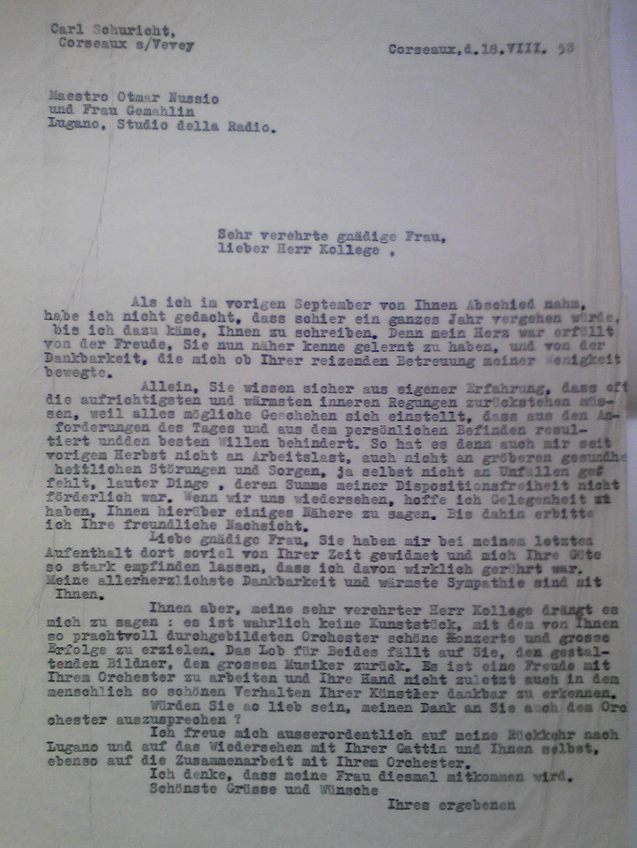 Carl Schuricht,
Corseaux s/Vevey
Corseaux,d.18.VIII. 53
Maestro Otmar Nussio
und Frau Gemahlin
Lugano, Studio della Radio.
Sehr verehrte gnädige Frau,
lieber Herr Kollege ,
Als ich im vorigen September von Ihnen Abschied nahm,
habe ich nicht gedacht, dass schier ein ganzes Jahr vergehen würde,
bis ich dazu käme, Ihnen zu schreiben. Denn mein Herz war erfüllt
von der Freude, Sie nun näher kenne gelernt zu haben, und von der
Dankbarkeit, die mich ob Ihrer reizenden Betreuung meiner Wenigkeit
bewegte.
Allein, Sie wissen sicher aus eigener Erfahrung, dass oft
die aufrichtigsten und wärmsten inneren Regungen zurückstehen müs-
sen, weil alles mögliche Geschehen sich einstellt, dass aus den An-
forderungen des Tages und aus dem persönlichen Befinden resul-
tiert undden besten Willen behindert. So hat es denn auch mir seit
vorigem Herbst nicht an Arbeitslast, auch nicht an gröberen gesundhe
heitlichen Störungen und Sorgen, ja selbst nicht an Unfällen gef
fehlt, lauter Dinge , deren Summe meiner Dispositionsfreiheit nicht
förderlich war. Wenn wir uns wiedersehen, hoffe ich Gelegenheit zu
haben, Ihnen hierüber einiges Nähere zu sagen. Bis dahin erbitte
ich Ihre freundliche Nachsicht.
Liebe gnädige Frau, Sie haben mir bei meinem letzten
Aufenthalt dort soviel von Ihrer Zeit gewidmet und mich Ihre Güte
so stark empfinden lassen, dass ich davon wirklich gerührt war.
Meine allerherzlichste Dankbarkeit und wärmste Sympathie sind mit
Ihnen.
Ihnen aber, meine sehr verehrter Herr Kollege drängt es
mich zu sagen : es ist wahrlich keine Kunststück, mit dem von Ihnen
so prachtvoll durchgebildeten Orchester schöne Konzerte und grosse
Erfolge zu erzielen. Das Lob für Beides fällt auf Sie, dem gestal-
tenden Bildner, dem grossen Musiker zurück. Es ist eine Freude mit
Ihrem Orchester zu arbeiten und Ihre Hand nicht zuletzt auch in dem
menschlich so schönen Verhalten Ihrer Künstler dankbar zu erkennen.
Würden Sie so lieb sein, meinen Dank an Sie auch dem Orc
chester auszusprechen ?
Ich freue mich ausserordentlich auf meine Rückkehr nach
Lugano und auf das Wiedersehen mit Ihrer Gattin und Ihnen selbst,
ebenso auf die Zusammenarbeit mit Ihrem Orchester.
Ich denke, dass meine Frau diesmal mitkommen wird.
Schönste Grüsse und Wünsche
Ihres ergebenen